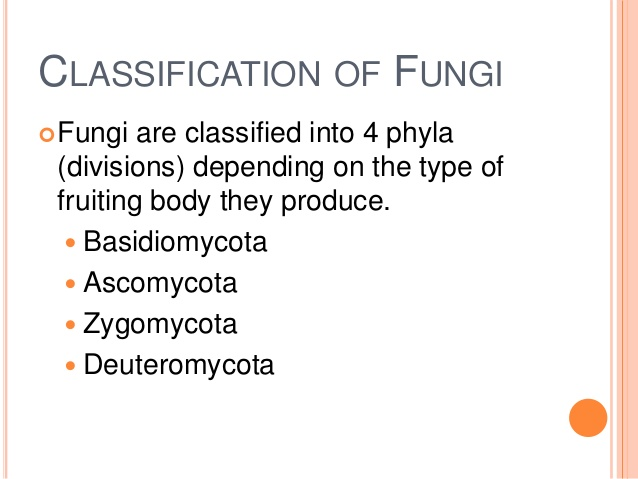 CLASSIFICATION OF FUNGI
Fungi are classified into 4 phyla
(divisions) depending on the type of
fruiting body they produce.
Basidiomycota
Ascomycota
Zygomycota
Deuteromycota